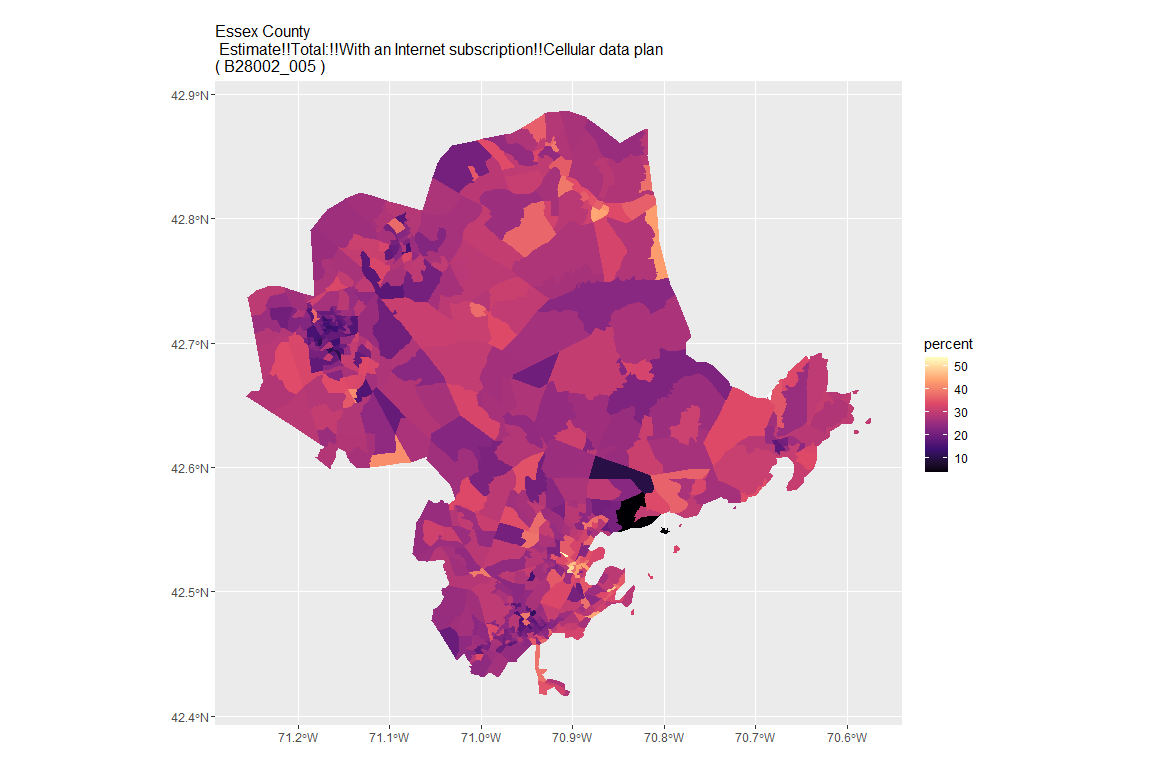 Essex County
Estimate!!Total:!!With an Internet subscription!!Cellular data plan
( B28002_005 )
42.9°N
42.8°N
42.7°N
42.6°N
42.5°N
42.4°N
71.2°W
71.1°W
71.0°W
70.9°W
70.8°W
70.7°W
70.6°W
percent
50
40
30
20
10